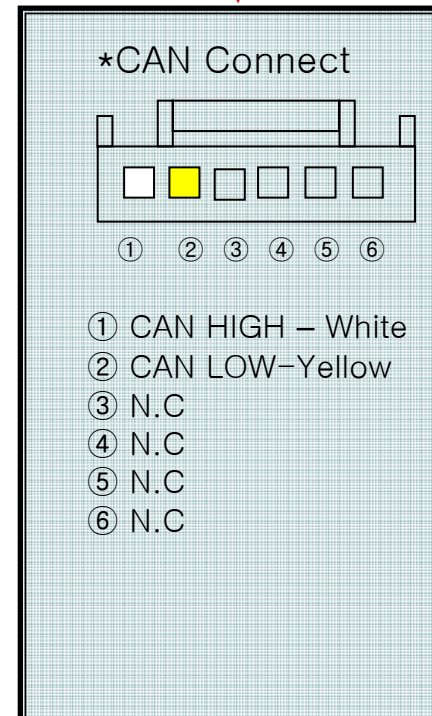 *CAN Connect
① ② ③ ④ ⑤ ⑥
① CAN HIGH – White
② CAN LOW-Yellow
③ N.C
④ N.C
⑤ N.C
⑥ N.C